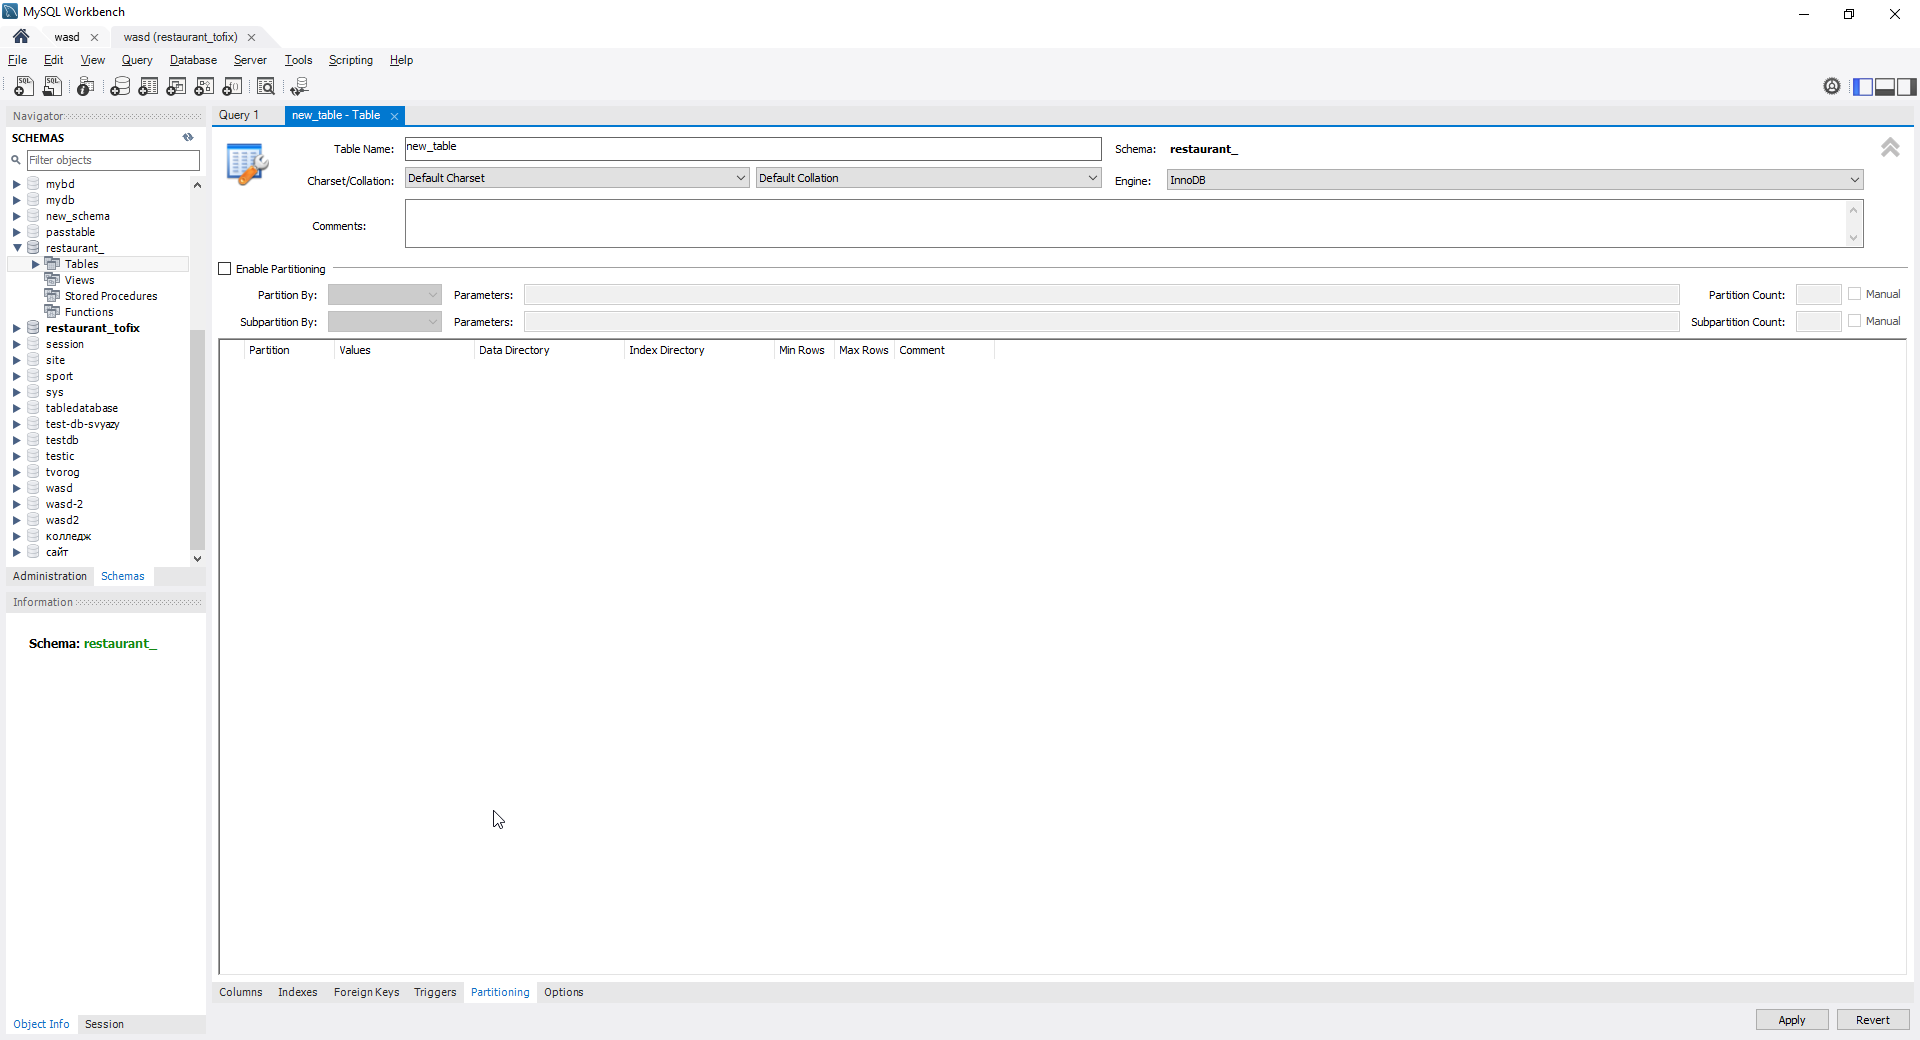 MySQL Workbench
wasd
wasd (restaurant_tofix)
File Edit View Query Database Server Tools Scripting Help
Navigator
SCHEMAS
Filter objects
mybd
mydb
new_schema
passtable
restaurant_
Tables
Views
Stored Procedures
Functions
restaurant_tofix
session
site
sport
sys
tabledatabase
test-db-svyazy
testdb
testic
tvorog
wasd
wasd-2
wasd2
колледж
сайт
Administration Schemas
Information
Schema: restaurant_
Object Info Session
Query 1
new_table - Table
Table Name: new_table
Schema: restaurant_
Charset/Collation: Default Charset Default Collation
Engine: InnoDB
Comments:
Enable Partitioning
Partition By: Parameters: Partition Count: Manual
Subpartition By: Parameters: Subpartition Count: Manual
Partition Values Data Directory Index Directory Min Rows Max Rows Comment
Columns Indexes Foreign Keys Triggers Partitioning Options
Apply Revert